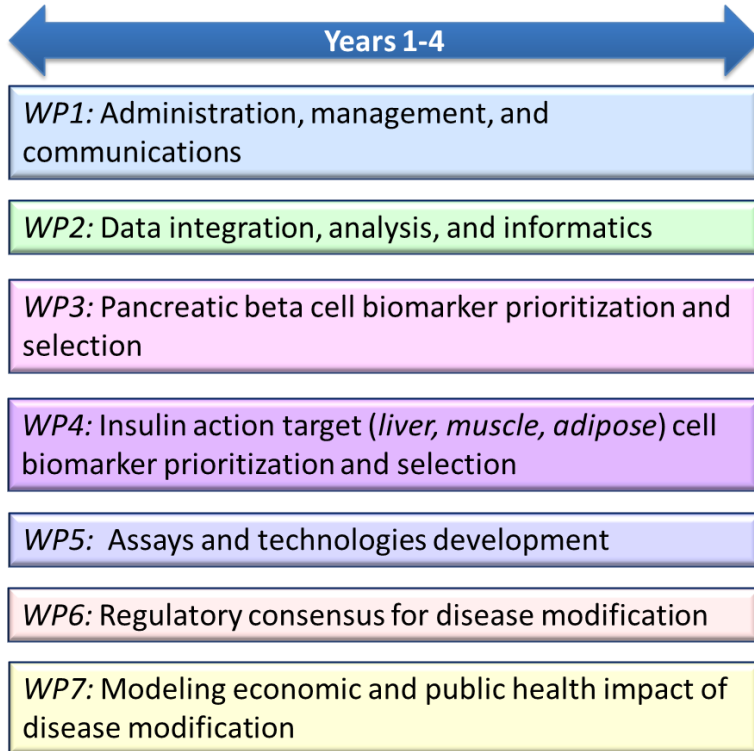 Years 1-4
WP1: Administration, management, and
communications
WP2: Data integration, analysis, and informatics
WP3: Pancreatic beta cell biomarker prioritization and
selection
WP4: Insulin action target (liver, muscle, adipose) cell
biomarker prioritization and selection
WP5: Assays and technologies development
WP6: Regulatory consensus for disease modification
WP7: Modeling economic and public health impact of
disease modification